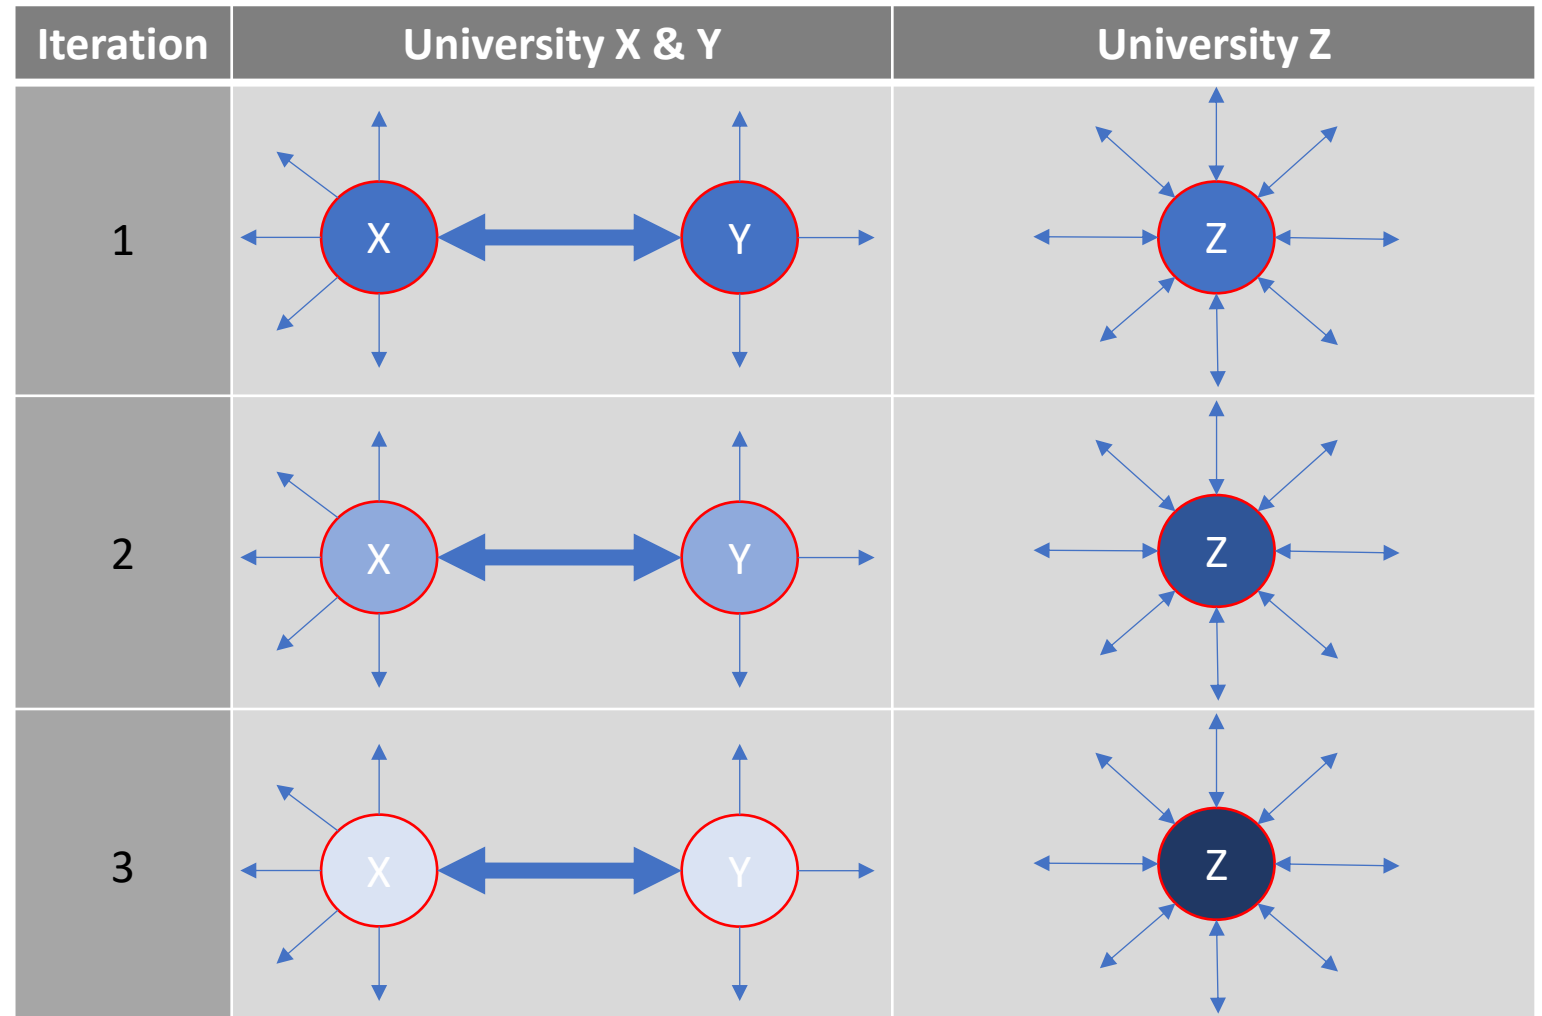 Iteration University X & Y University Z
1 X Y Z
2 X Y Z
3 X Y Z